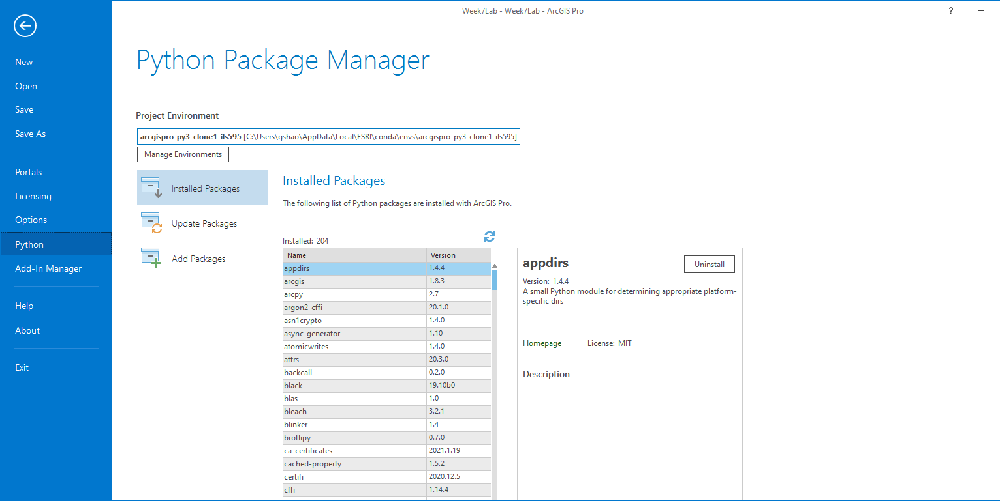 Week7Lab - Week7Lab - ArcGIS Pro
?
New
Open
Save
Save As
Portals
Licensing
Options
Python
Add-In Manager
Help
About
Exit
Python Package Manager
Project Environment
arcgispro-py3-clone1-ils595 [C:\Users\gshao\AppData\Local\ESRI\conda\envs\arcgispro-py3-clone1-ils595]
Manage Environments
Installed Packages
Update Packages
Add Packages
Installed Packages
The following list of Python packages are installed with ArcGIS Pro.
Installed: 204
Name Version
appdirs 1.4.4
arcgis 1.8.3
arcpy 2.7
argon2-cffi 20.1.0
asn1crypto 1.4.0
async_generator 1.10
atomicwrites 1.4.0
attrs 20.3.0
backcall 0.2.0
black 19.10b0
blas 1.0
bleach 3.2.1
blinker 1.4
brotlipy 0.7.0
ca-certificates 2021.1.19
cached-property 1.5.2
certifi 2020.12.5
cffi 1.14.4
appdirs
Uninstall
Version: 1.4.4
A small Python module for determining appropriate platform-
specific dirs
Homepage License: MIT
Description